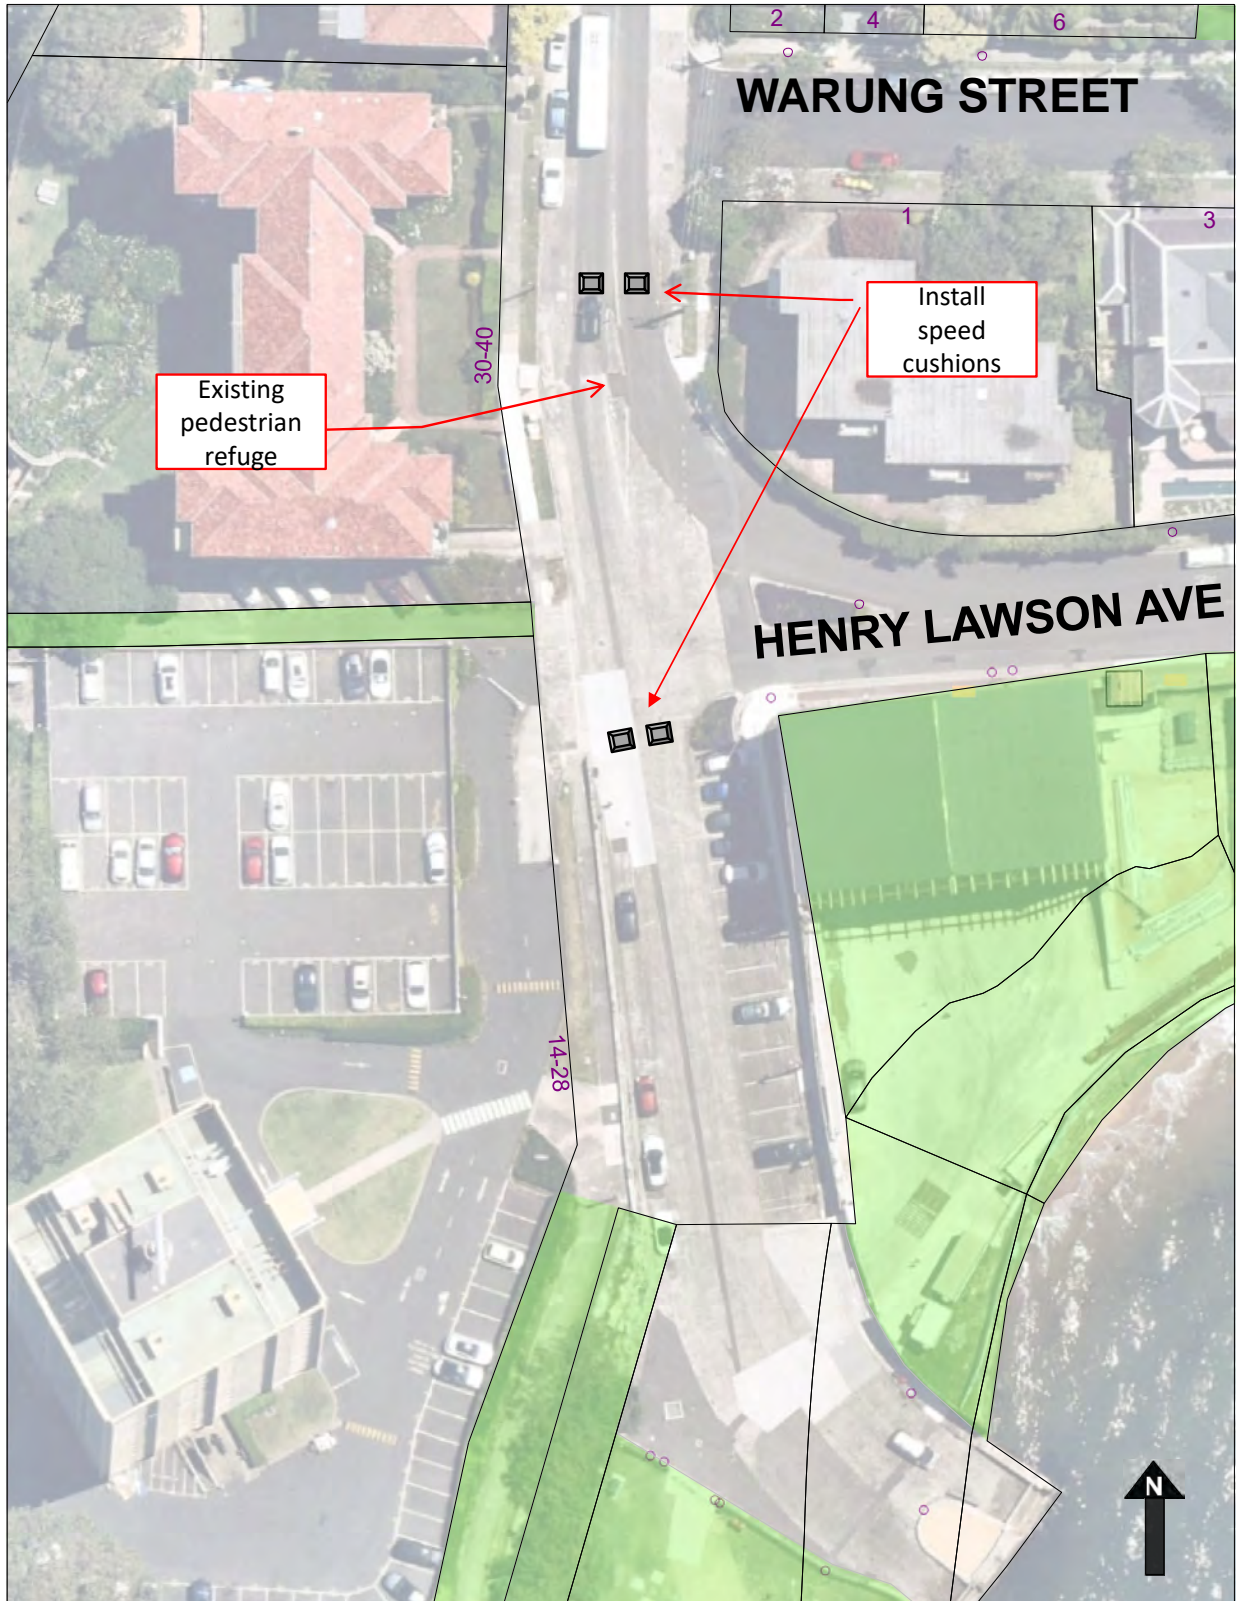 2
4
6
WARUNG STREET
1
3
Install
speed
cushions
30-40
Existing
pedestrian
refuge
HENRY LAWSON AVE
14-28
N